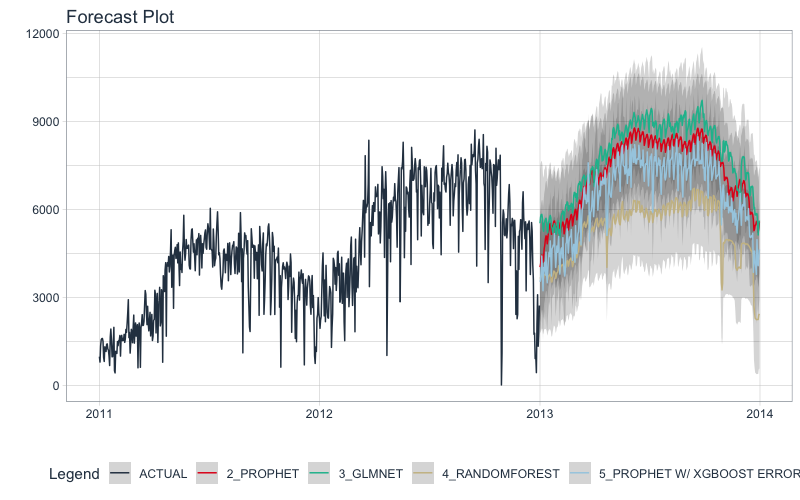 Forecast Plot
12000
9000
6000
3000
0
2011 2012 2013 2014
Legend ACTUAL 2_PROPHET 3_GLMNET 4_RANDOMFOREST 5_PROPHET W/ XGBOOST ERROR